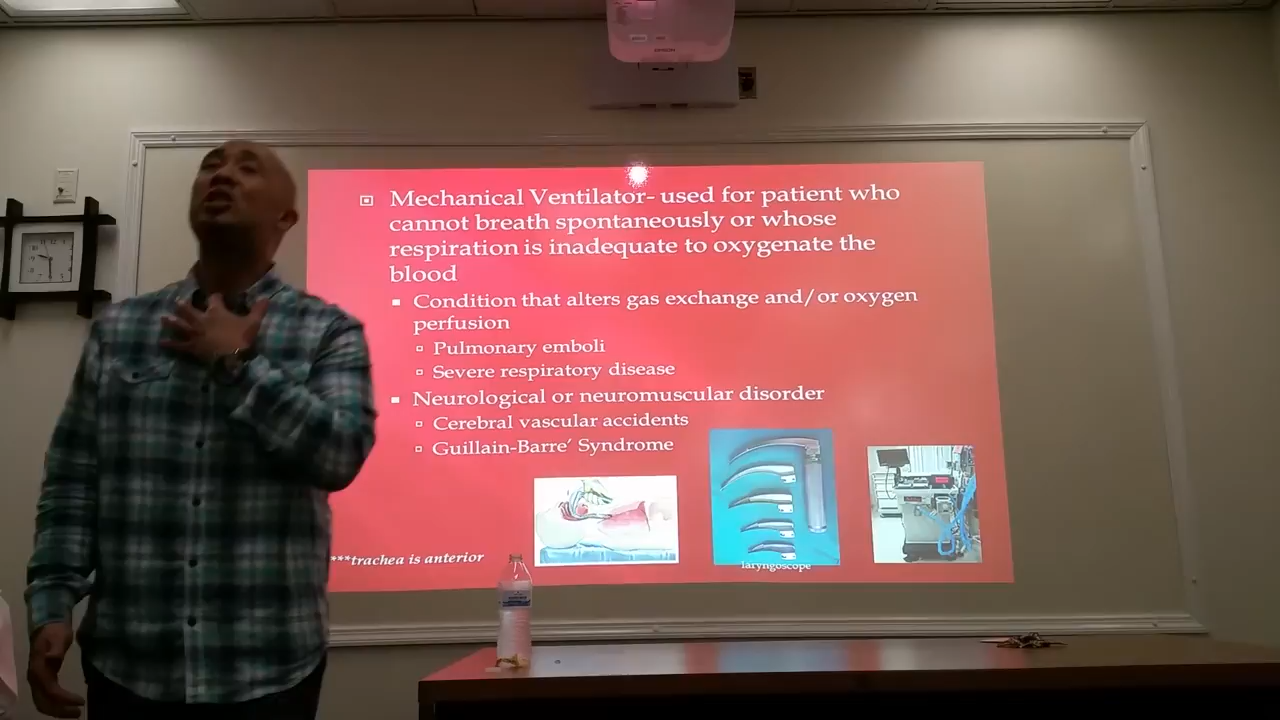 EPSON
Mechanical Ventilator- used for patient who
cannot breath spontaneously or whose
respiration is inadequate to oxygenate the
blood
Condition that alters gas exchange and/or oxygen
perfusion
Pulmonary emboli
Severe respiratory disease
Neurological or neuromuscular disorder
Cerebral vascular accidents
Guillain-Barre’ Syndrome
***trachea is anterior
laryngoscope